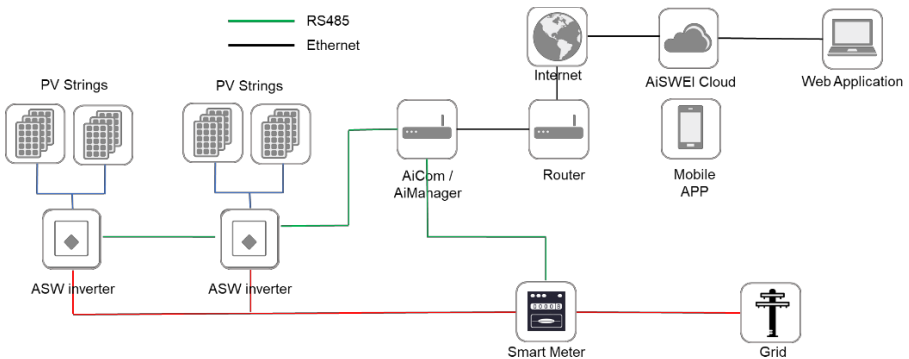 RS485
Ethernet
PV Strings
PV Strings
Internet
AiSWEI Cloud
Web Application
AiCom /
AiManager
Router
Mobile
APP
ASW inverter
ASW inverter
Smart Meter
Grid